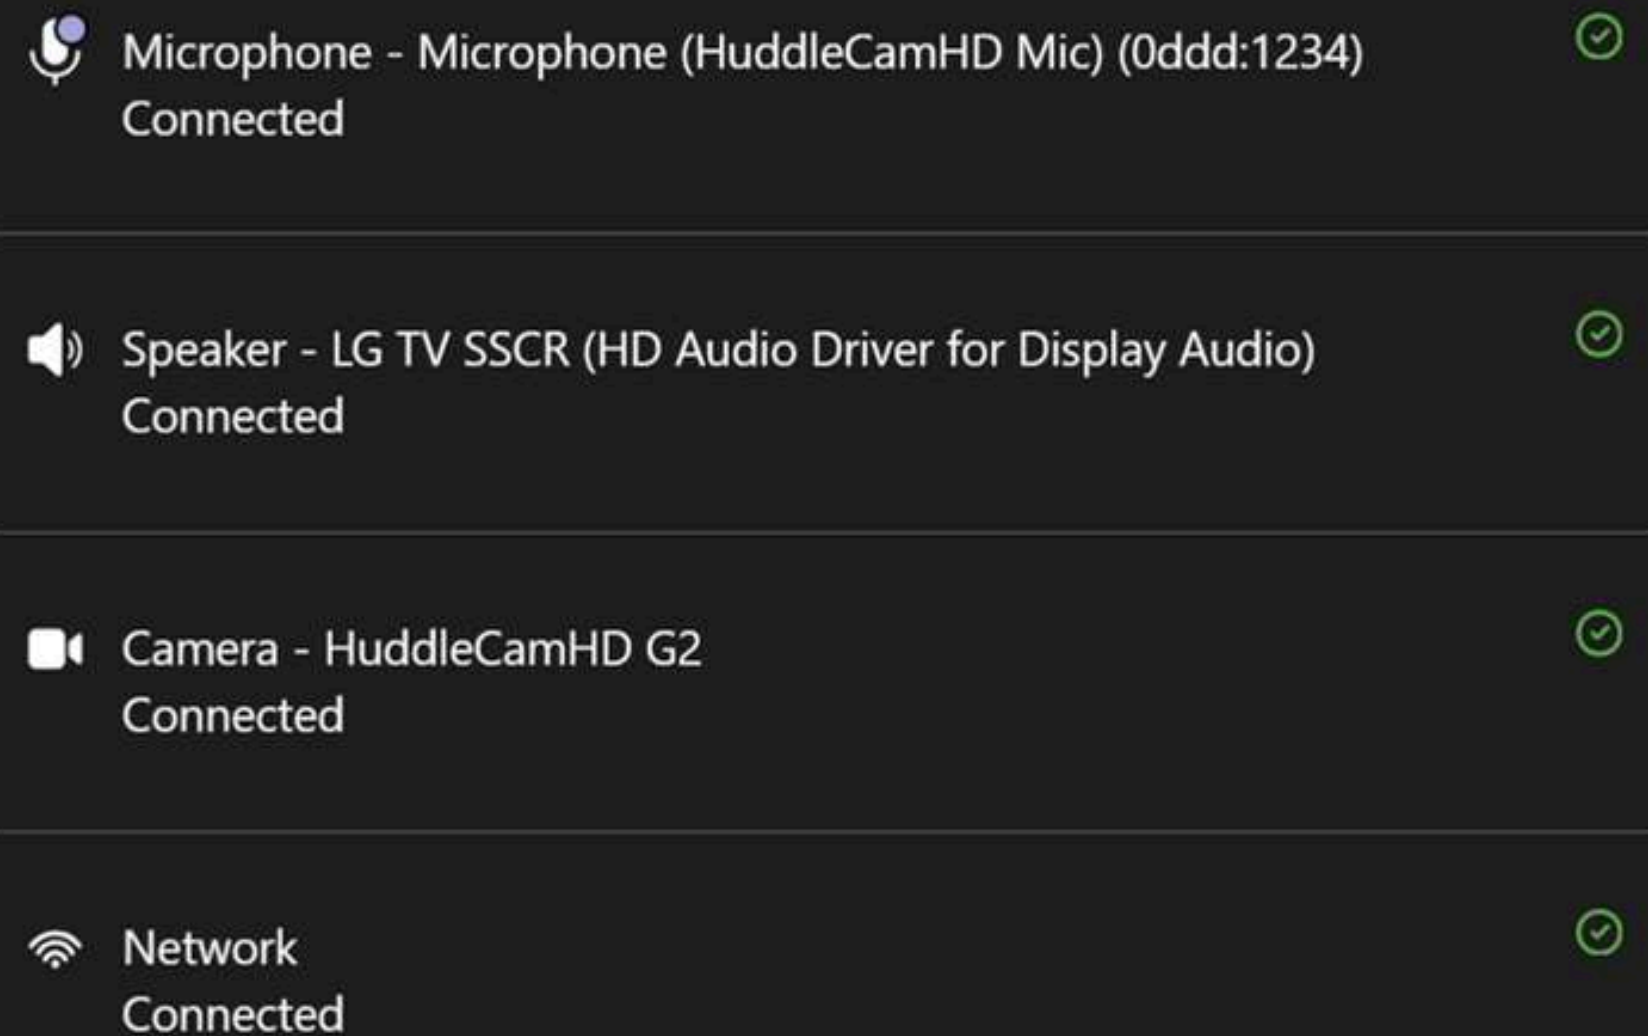 Microphone - Microphone (HuddleCamHD Mic) (0ddd:1234)
Connected
Speaker - LG TV SSCR (HD Audio Driver for Display Audio)
Connected
Camera - HuddleCamHD G2
Connected
Network
Connected